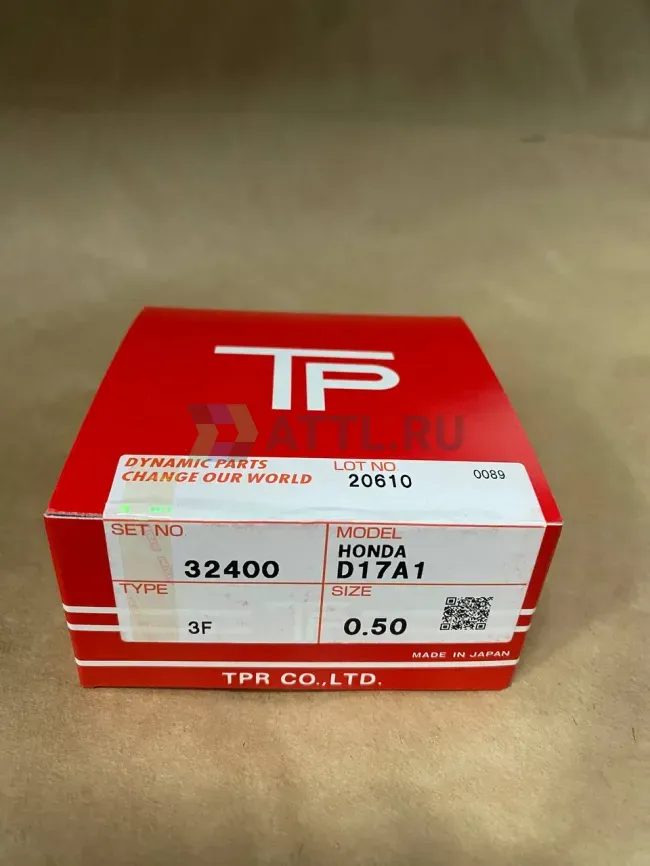 TP
ATTL.RU
DYNAMIC PARTS
CHANGE OUR WORLD
LOT NO.
20610
0089
SET NO
32400
MODEL
HONDA
D17A1
TYPE
3F
SIZE
0.50
MADE IN JAPAN
TPR CO.,LTD.